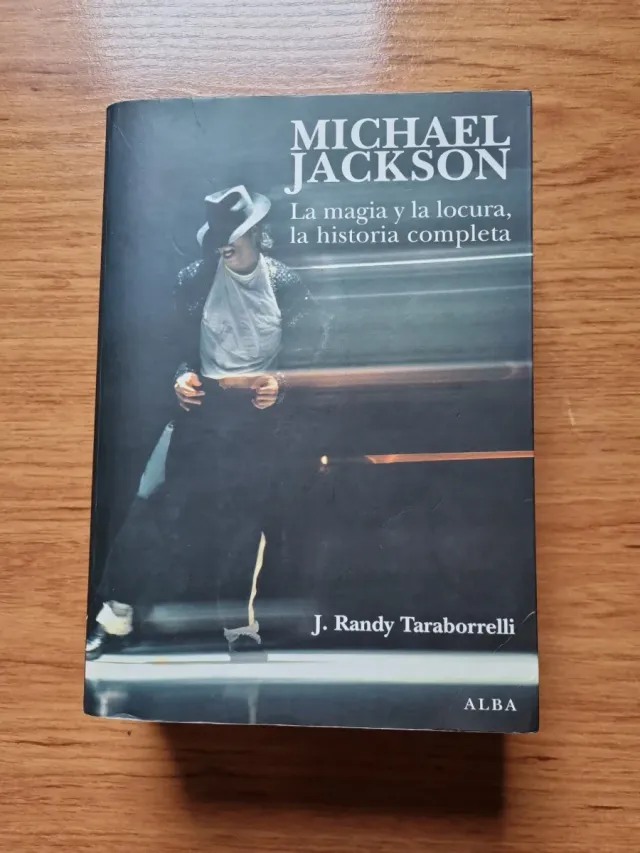 MICHAEL
JACKSON
La magia y la locura,
la historia completa
J. Randy Taraborrelli
ALBA